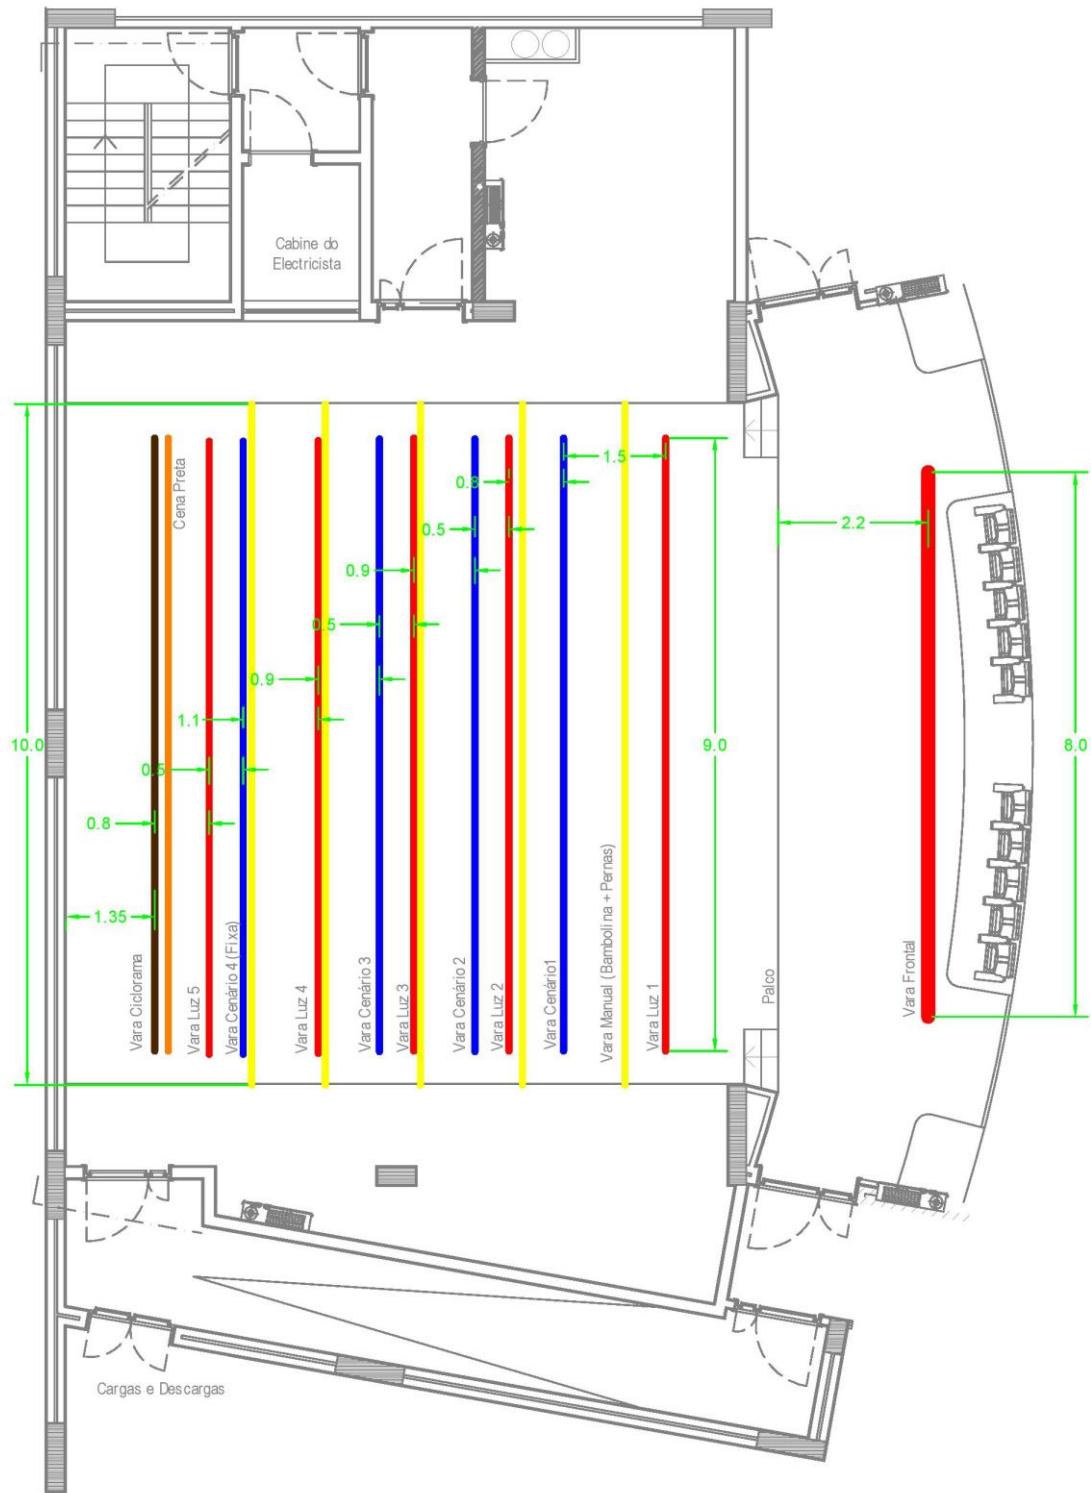 Cabine do
Electricista
Cena Preta
1.5
0.8
2.2
0.5
0.9
0.5
0.9
1.1
10.0
9.0
8.0
0.5
0.8
1.35
Vara Ciclorama
Vara Luz 5
Vara Cenário 4 (Fixa)
Vara Luz 4
Vara Cenário 3
Vara Luz 3
Vara Cenário 2
Vara Luz 2
Vara Cenário1
Vara Manual (Bambolina + Pernas)
Vara Luz 1
Palco
Vara Frontal
Cargas e Descargas